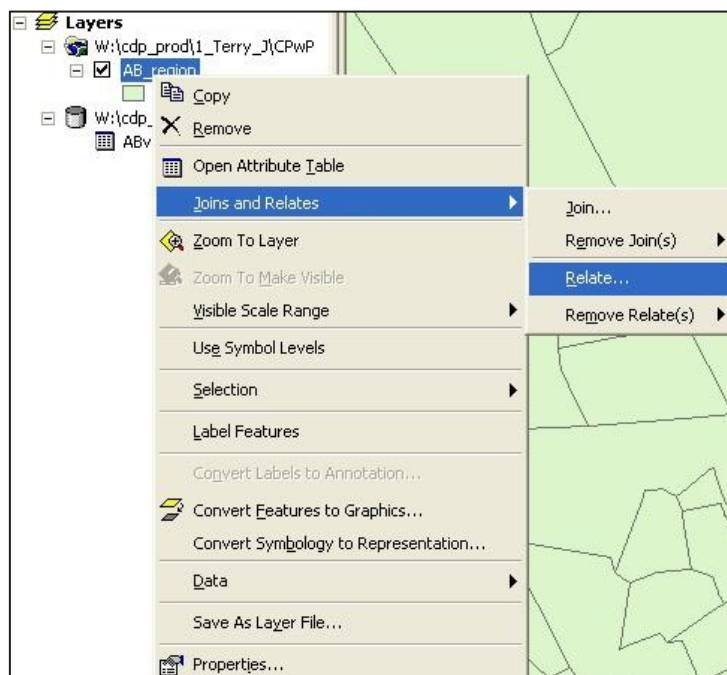 Layers
W:\cdp_prod\1_Terry_J\CPwP
AB_region
W:\cdp_
ABv
Copy
Remove
Open Attribute Table
Joins and Relates
Zoom To Layer
Zoom To Make Visible
Visible Scale Range
Use Symbol Levels
Selection
Label Features
Convert Labels to Annotation...
Convert Features to Graphics...
Convert Symbology to Representation...
Data
Save As Layer File...
Properties...
Join...
Remove Join(s)
Relate...
Remove Relate(s)